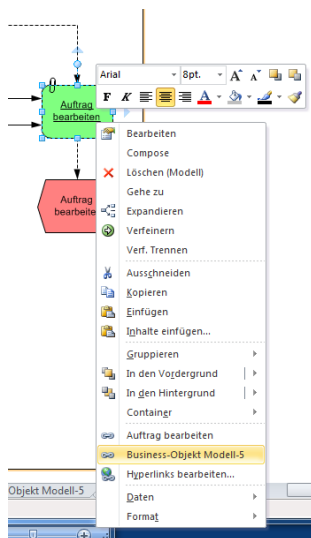 Arial 8pt. A A
F K A
Auftrag
bearbeiten
Auftrag
bearbeite
Bearbeiten
Compose
Löschen (Modell)
Gehe zu
Expandieren
Verfeinern
Verf. Trennen
Ausschneiden
Kopieren
Einfügen
Inhalte einfügen...
Gruppieren
In den Vordergrund
In den Hintergrund
Container
Auftrag bearbeiten
Business-Objekt Modell-5
Hyperlinks bearbeiten...
Daten
Format
Objekt Modell-5